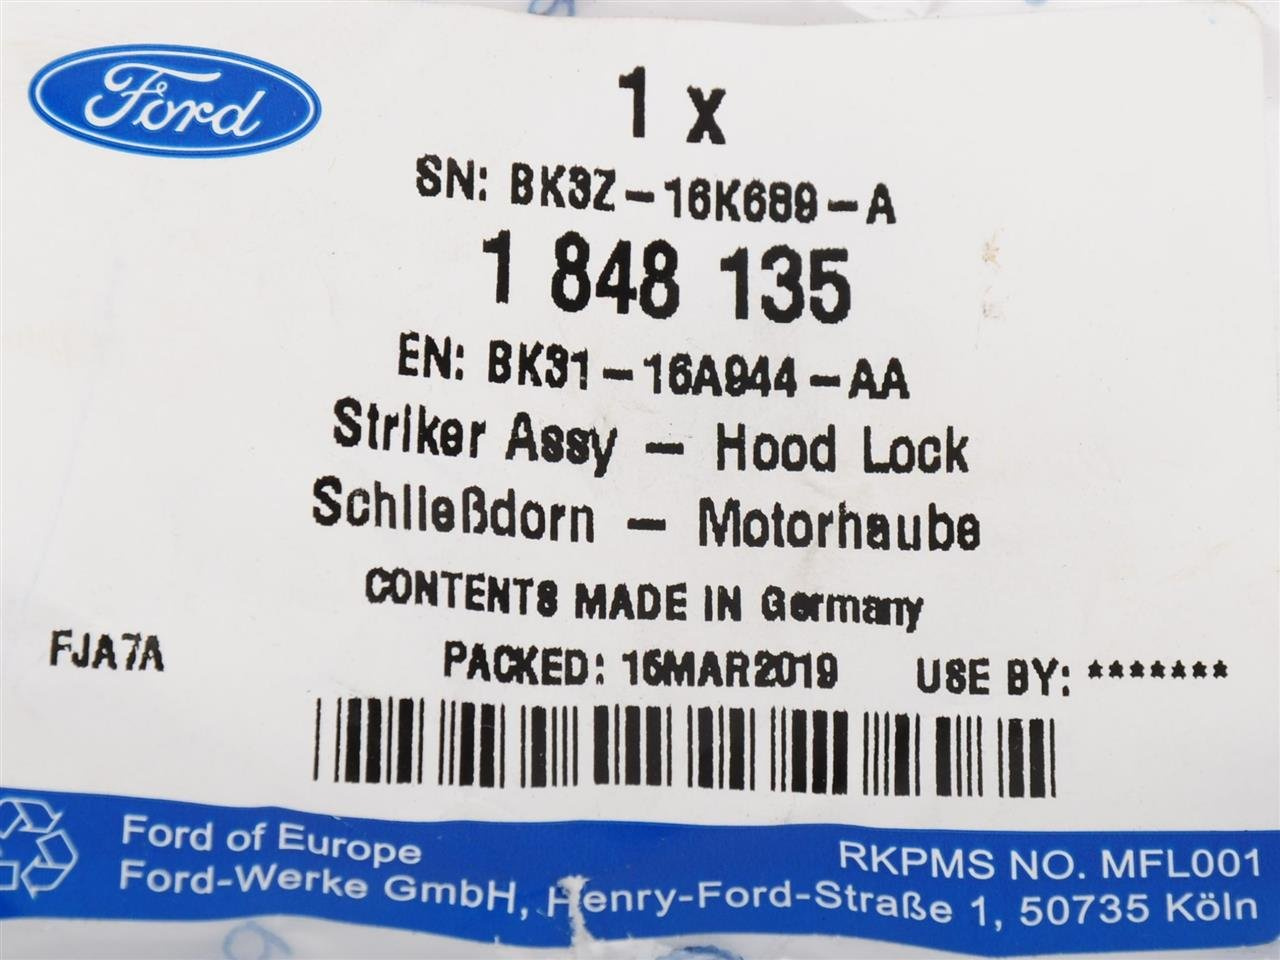 Ford
1 x
SN: BK3Z-16K689-A
1 848 135
EN: BK31-16A944-AA
Striker Assy - Hood Lock
Schließdorn - Motorhaube
CONTENTS MADE IN Germany
FJA7A PACKED: 15MAR2019 USE BY: *******
Ford of Europe
Ford-Werke GmbH, Henry-Ford-Straße 1, 50735 Köln
RKPMS NO. MFL001